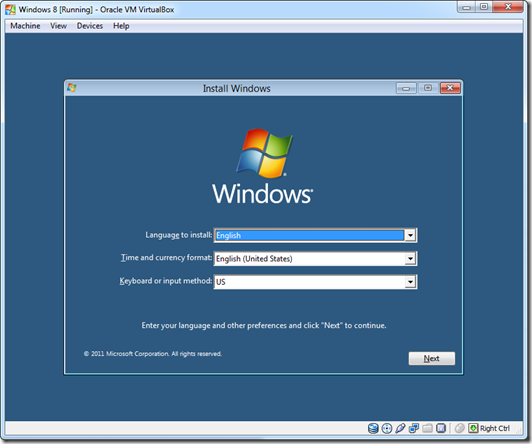 Windows 8 [Running] - Oracle VM VirtualBox
Machine View Devices Help
Install Windows
Windows®
Language to install: English
Time and currency format: English (United States)
Keyboard or input method: US
Enter your language and other preferences and click "Next" to continue.
© 2011 Microsoft Corporation. All rights reserved.
Next
Right Ctrl